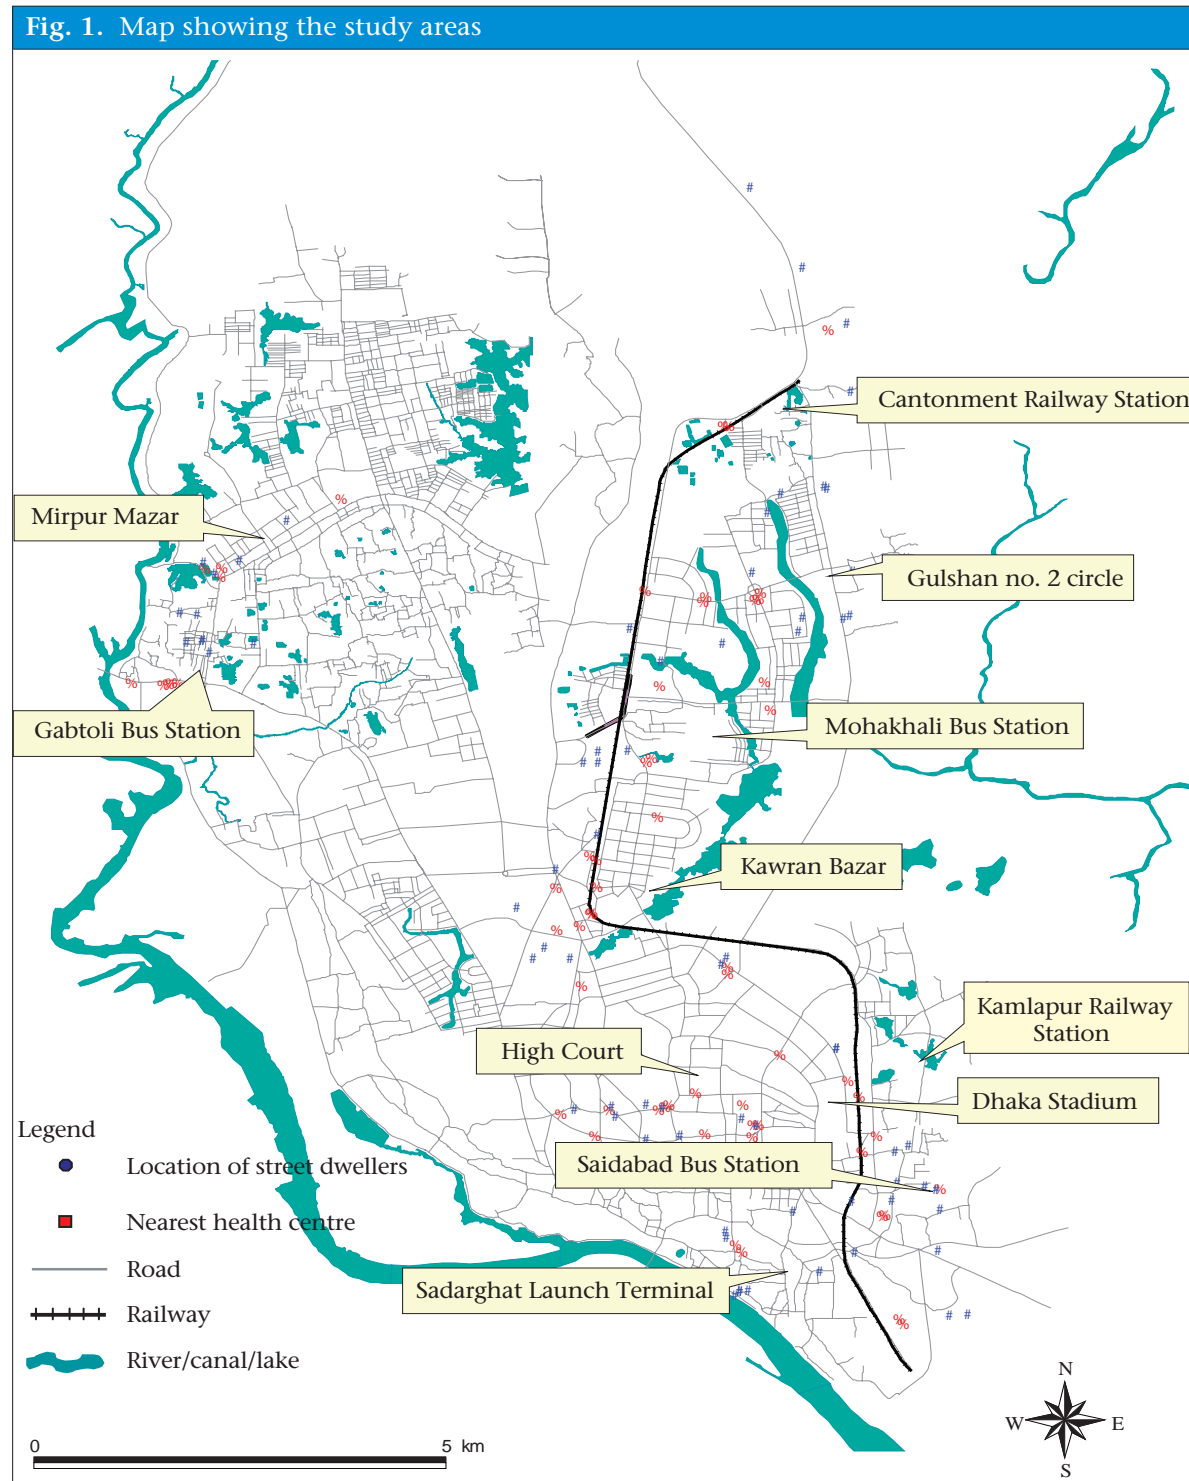 Fig. 1. Map showing the study areas
Cantonment Railway Station
Mirpur Mazar
Gulshan no. 2 circle
Gabtoli Bus Station
Mohakhali Bus Station
Kawran Bazar
Kamlapur Railway
Station
High Court
Dhaka Stadium
Legend
Location of street dwellers
Saidabad Bus Station
Nearest health centre
Road
Sadarghat Launch Terminal
Railway
River/canal/lake
N
W E
S
0 5 km